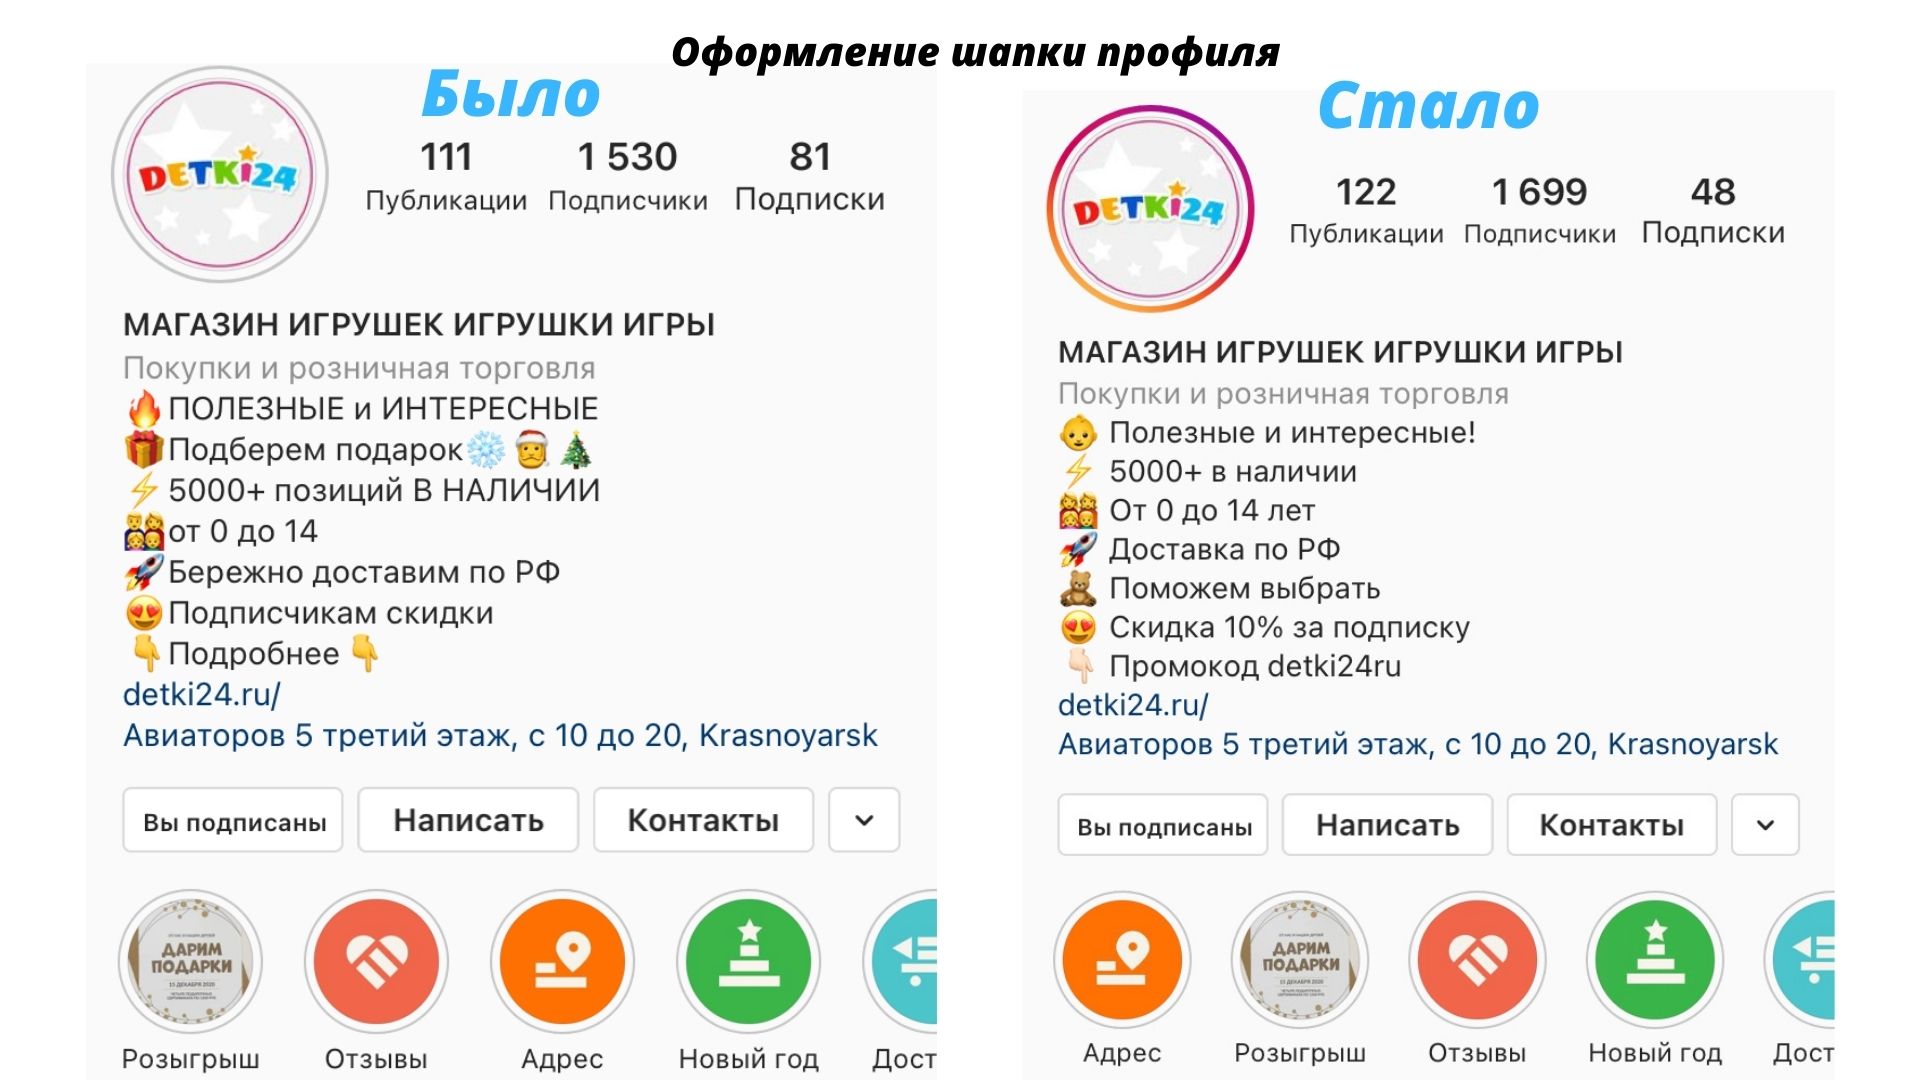 Оформление шапки профиля
Было
DETKi24
111
1 530
81
Публикации
Подписчики
Подписки
МАГАЗИН ИГРУШЕК ИГРУШКИ ИГРЫ
Покупки и розничная торговля
🔥ПОЛЕЗНЫЕ и ИНТЕРЕСНЫЕ
🎁Подберем подарок❄️🎅🎄
⚡5000+ позиций В НАЛИЧИИ
👨‍👩‍👧‍👦от 0 до 14
🚀Бережно доставим по РФ
😍Подписчикам скидки
👇Подробнее👇
detki24.ru/
Авиаторов 5 третий этаж, с 10 до 20, Krasnoyarsk
Вы подписаны
Написать
Контакты
ДАРИМ
ПОДАРКИ
Розыгрыш
Отзывы
Адрес
Новый год
Дост
Стало
DETKi24
122
1 699
48
Публикации
Подписчики
Подписки
МАГАЗИН ИГРУШЕК ИГРУШКИ ИГРЫ
Покупки и розничная торговля
👶 Полезные и интересные!
⚡ 5000+ в наличии
👨‍👩‍👧‍👦 От 0 до 14 лет
🚀 Доставка по РФ
🧸 Поможем выбрать
😍 Скидка 10% за подписку
👇🏻 Промокод detki24ru
detki24.ru/
Авиаторов 5 третий этаж, с 10 до 20, Krasnoyarsk
Вы подписаны
Написать
Контакты
ДАРИМ
ПОДАРКИ
Адрес
Розыгрыш
Отзывы
Новый год
Дост